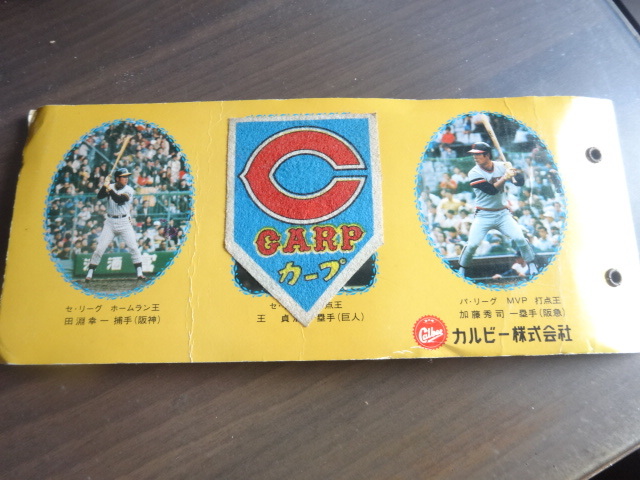 C
CARP
カープ
セ・リーグ ホームラン王
田淵幸一 捕手(阪神)
セ 点王
王 貞 塁手(巨人)
パ・リーグ MVP 打点王
加藤秀司 一塁手(阪急)
Calbee カルビー株式会社